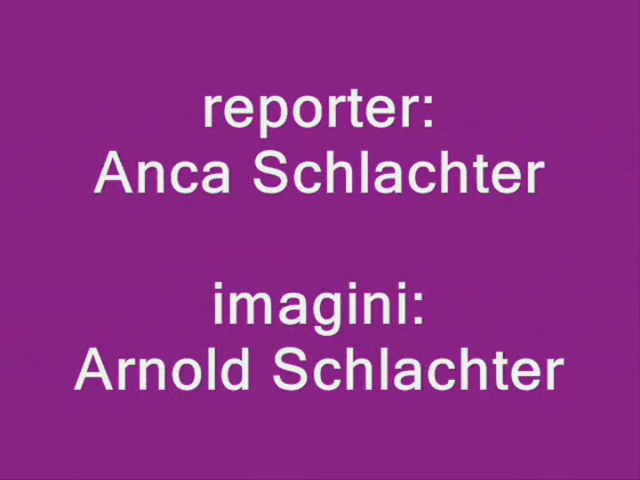 reporter:
Anca Schlachter
imagini:
Arnold Schlachter